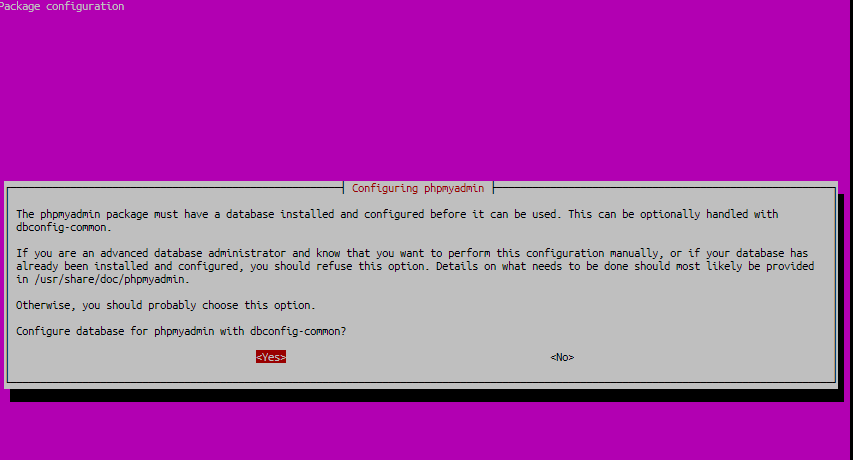 Package configuration
Configuring phpmyadmin
The phpmyadmin package must have a database installed and configured before it can be used. This can be optionally handled with
dbconfig-common.
If you are an advanced database administrator and know that you want to perform this configuration manually, or if your database has
already been installed and configured, you should refuse this option. Details on what needs to be done should most likely be provided
in /usr/share/doc/phpmyadmin.
Otherwise, you should probably choose this option.
Configure database for phpmyadmin with dbconfig-common?
<Yes> <No>